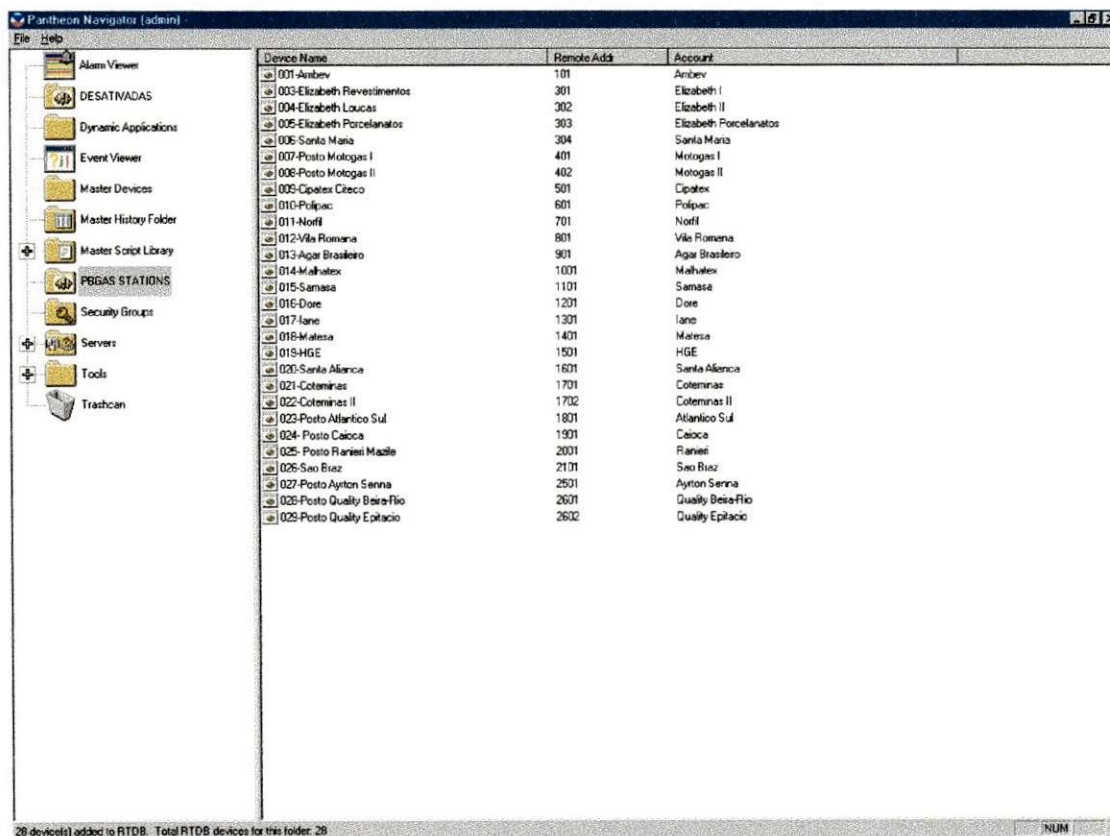 Pantheon Navigator (admin) -
File Help
Alarm Viewer
DESATIVADAS
Dynamic Applications
Event Viewer
Master Devices
Master History Folder
Master Script Library
PBGAS STATIONS
Security Groups
Servers
Tools
Trashcan
Device Name Remote Addr Account
001-Ambev 101 Ambev
003-Elizabeth Revestimentos 301 Elizabeth I
004-Elizabeth Loucas 302 Elizabeth II
005-Elizabeth Porcelanatos 303 Elizabeth Porcelanatos
006-Santa Maria 304 Santa Maria
007-Posto Motogas I 401 Motogas I
008-Posto Motogas II 402 Motogas II
009-Cipatex Citeco 501 Cipatex
010-Polipac 601 Polipac
011-Norfil 701 Norfil
012-Vila Romana 801 Vila Romana
013-Agar Brasileiro 901 Agar Brasileiro
014-Malhatex 1001 Malhatex
015-Samasa 1101 Samasa
016-Dore 1201 Dore
017-Iane 1301 Iane
018-Matesa 1401 Matesa
019-HGE 1501 HGE
020-Santa Alianca 1601 Santa Alianca
021-Coteminas 1701 Coteminas
022-Coteminas II 1702 Coteminas II
023-Posto Atlantico Sul 1801 Atlantico Sul
024- Posto Caioca 1901 Caioca
025- Posto Ranieri Mazile 2001 Ranieri
026-Sao Braz 2101 Sao Braz
027-Posto Ayrton Senna 2501 Ayrton Senna
028-Posto Quality Beira-Rio 2601 Quality Beira-Rio
029-Posto Quality Epitacio 2602 Quality Epitacio
28 device(s) added to RTDB. Total RTDB devices for this folder: 28 NUM